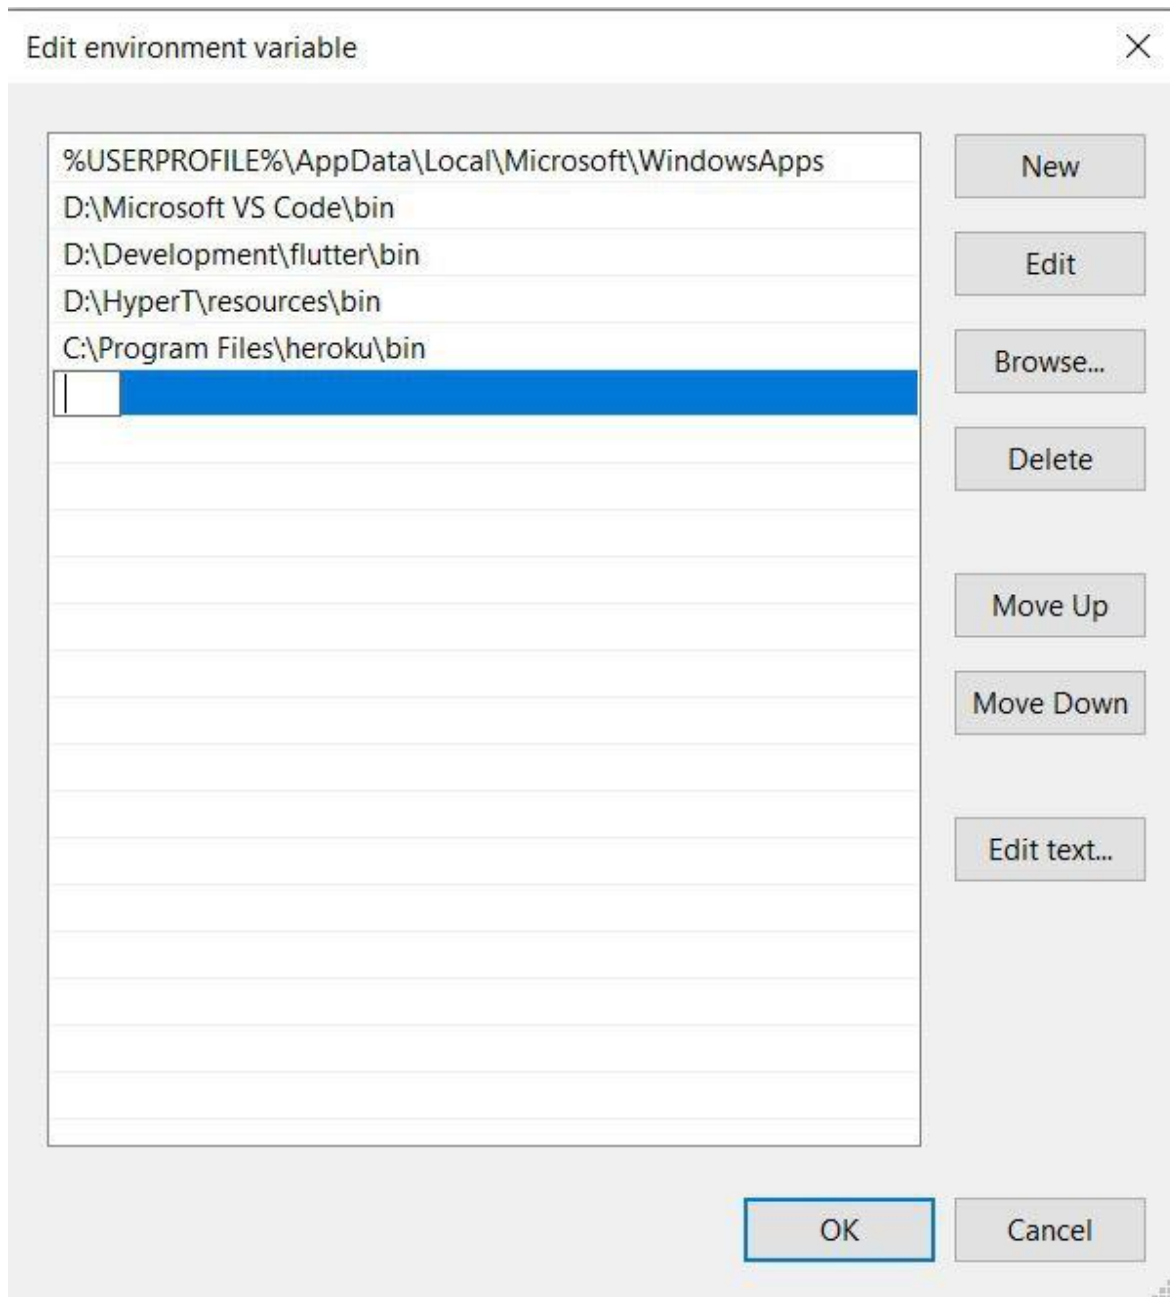 Edit environment variable
%USERPROFILE%\AppData\Local\Microsoft\WindowsApps
D:\Microsoft VS Code\bin
D:\Development\flutter\bin
D:\HyperT\resources\bin
C:\Program Files\heroku\bin
New
Edit
Browse...
Delete
Move Up
Move Down
Edit text...
OK
Cancel